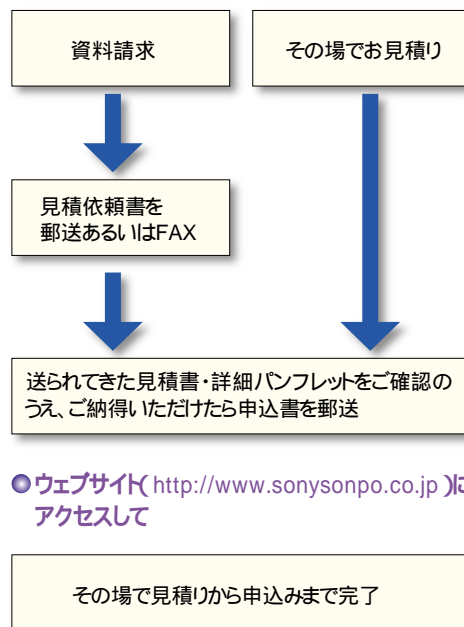 資料請求
その場でお見積り
見積依頼書を
郵送あるいはFAX
送られてきた見積書・詳細パンフレットをご確認の
うえ、ご納得いただけたら申込書を郵送
ウェブサイト( http://www.sonysonpo.co.jp )に
アクセスして
その場で見積りから申込みまで完了